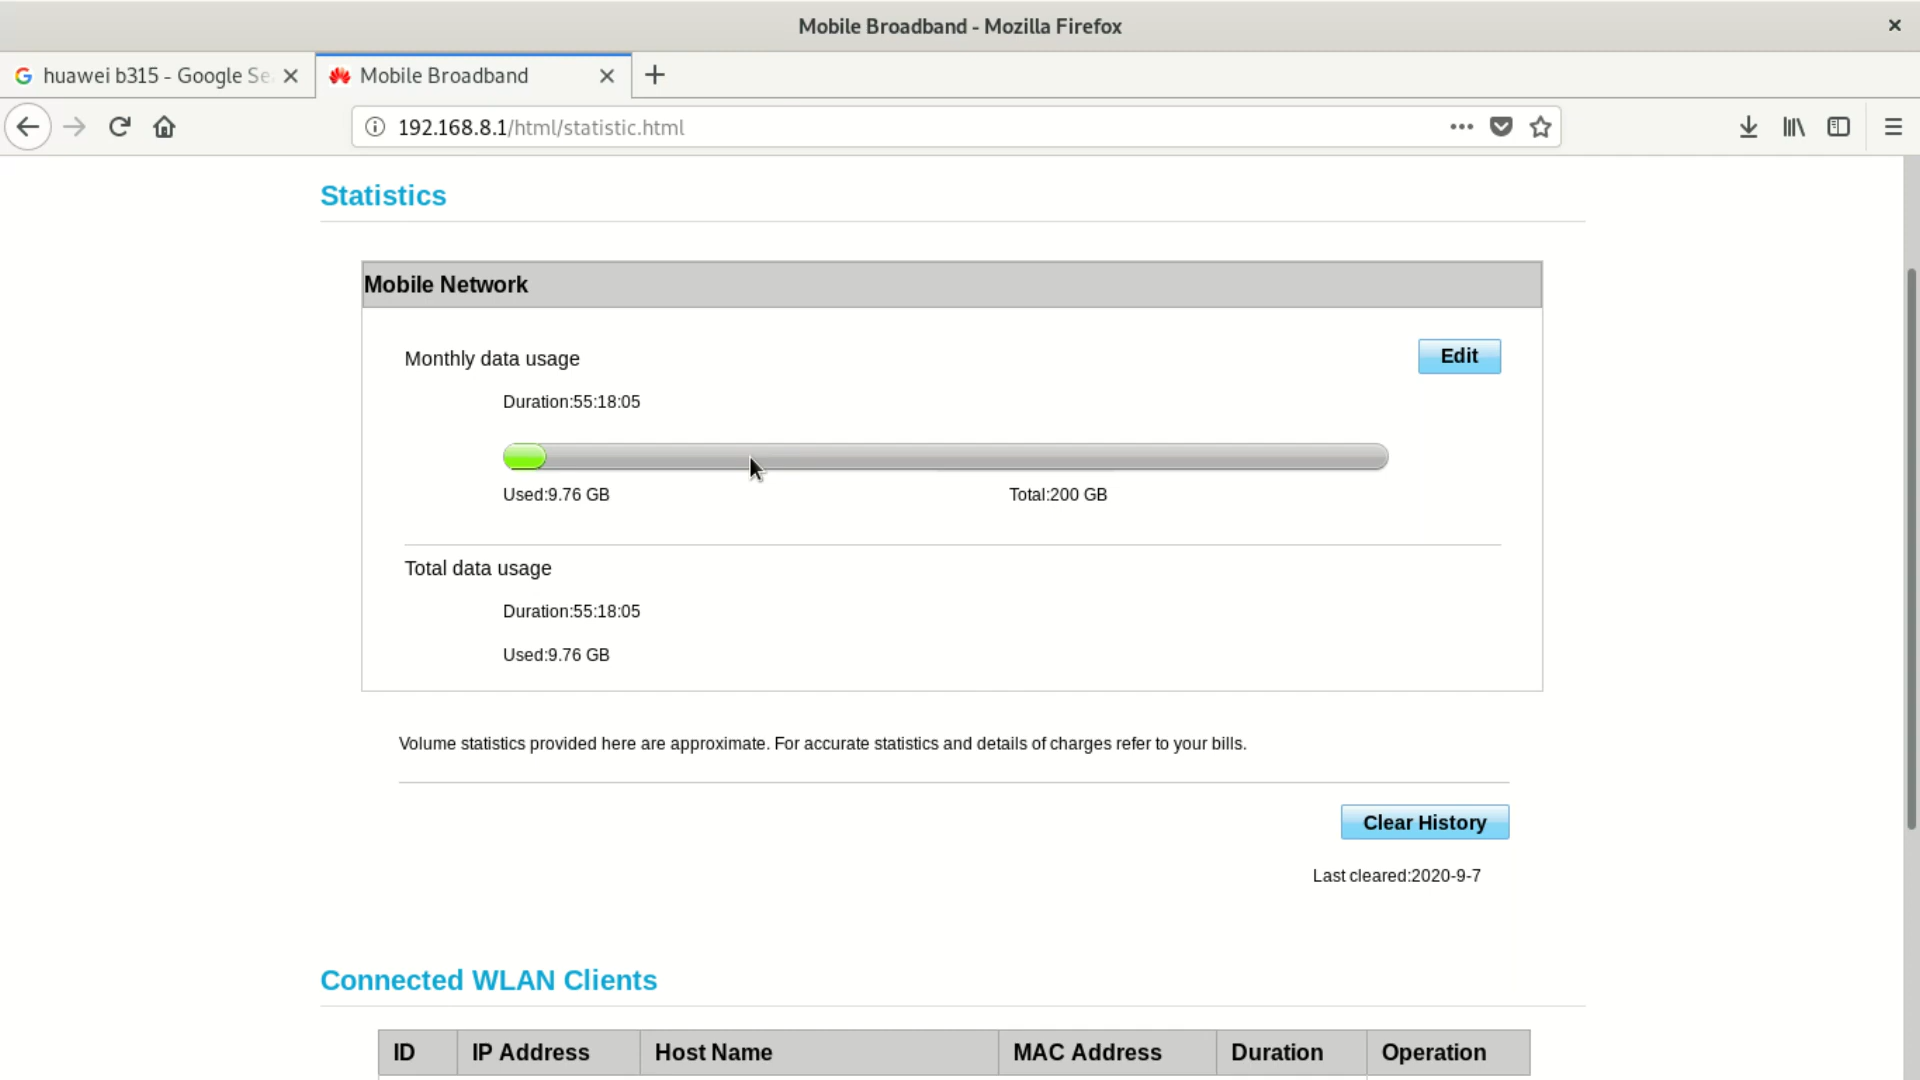 Mobile Broadband - Mozilla Firefox
huawei b315 - Google Se
Mobile Broadband
192.168.8.1/html/statistic.html
Statistics
Mobile Network
Monthly data usage
Edit
Duration:55:18:05
Used:9.76 GB
Total:200 GB
Total data usage
Duration:55:18:05
Used:9.76 GB
Volume statistics provided here are approximate. For accurate statistics and details of charges refer to your bills.
Clear History
Last cleared:2020-9-7
Connected WLAN Clients
ID IP Address Host Name MAC Address Duration Operation